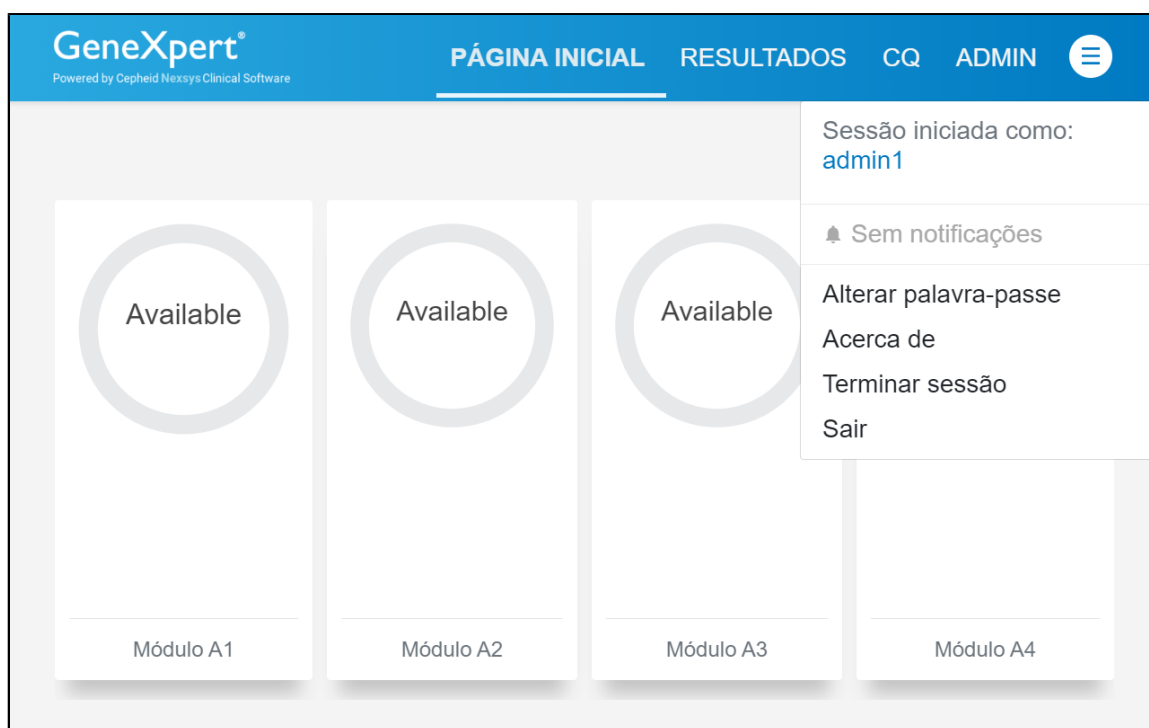 GeneXpert®
Powered by Cepheid Nexsys Clinical Software
PÁGINA INICIAL RESULTADOS CQ ADMIN
Sessão iniciada como:
admin1
Sem notificações
Alterar palavra-passe
Acerca de
Terminar sessão
Sair
Available
Available
Available
Módulo A1
Módulo A2
Módulo A3
Módulo A4